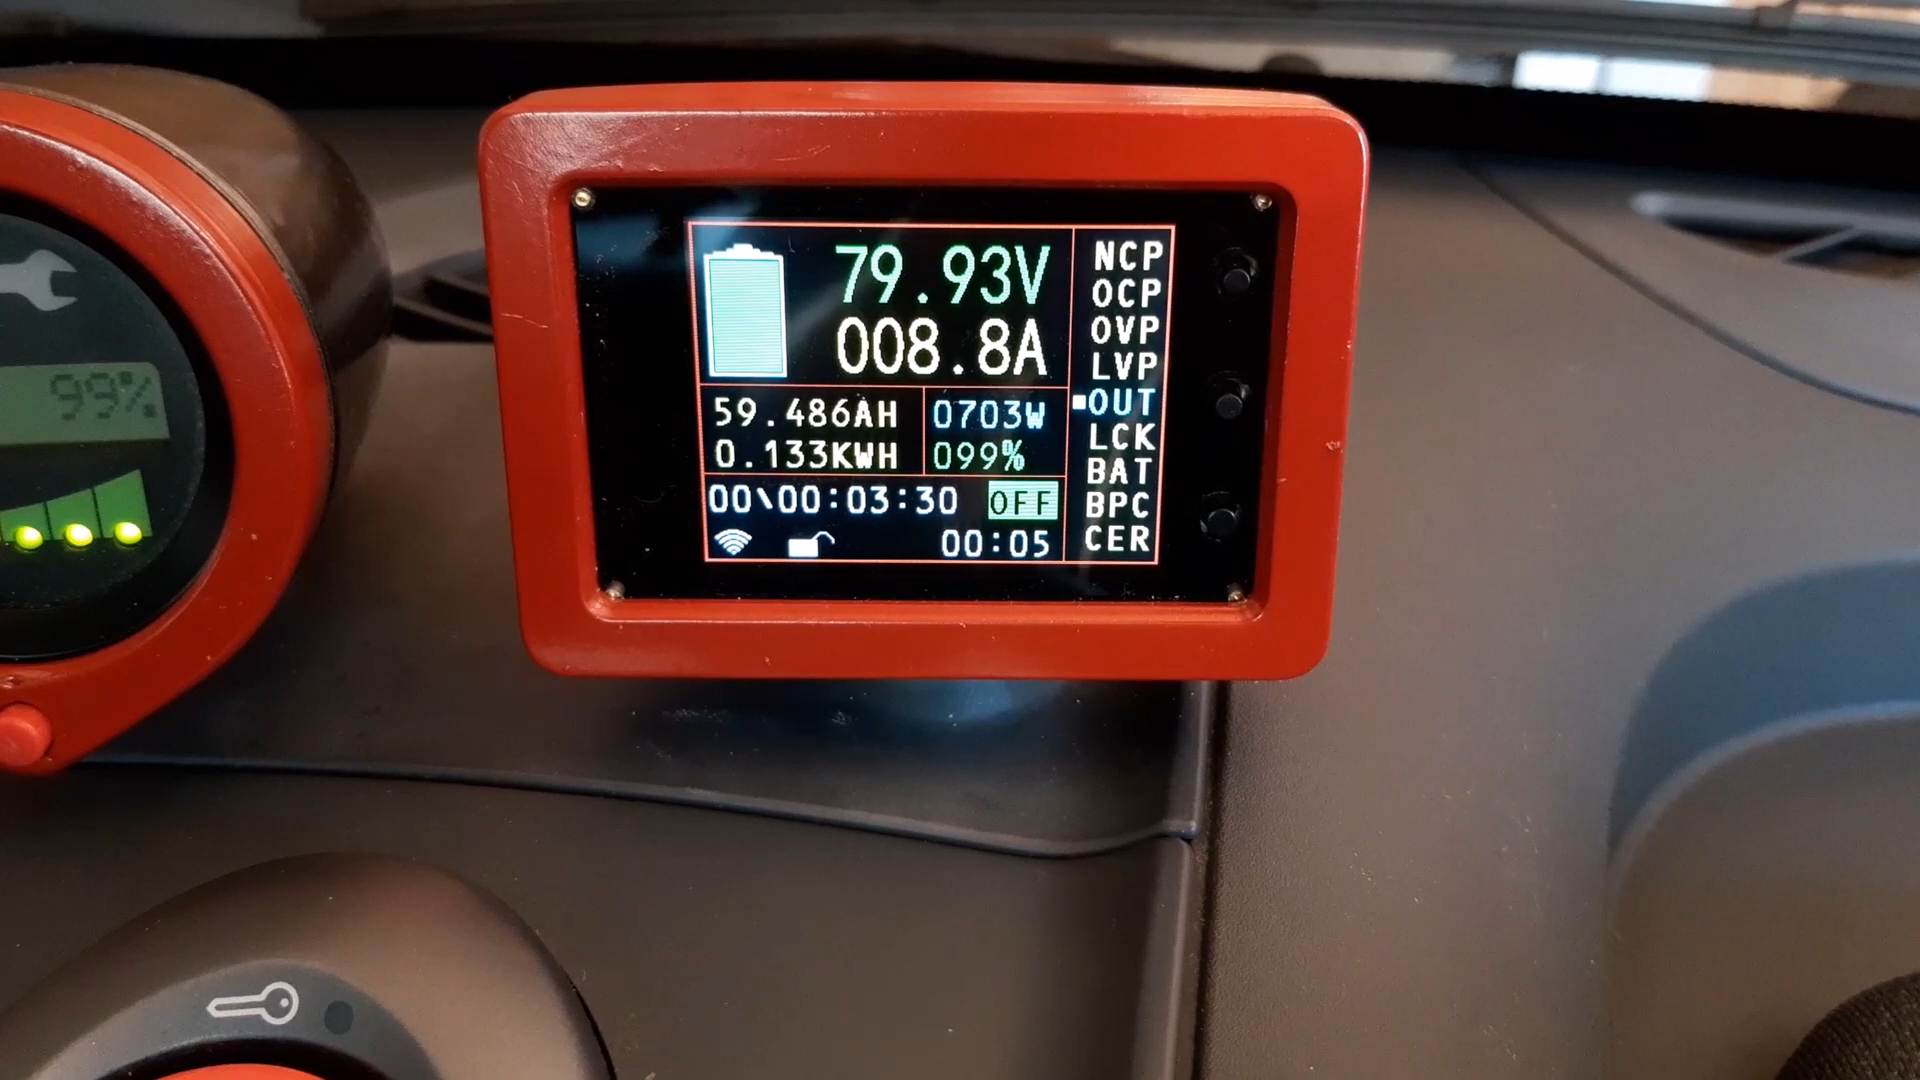 99%
79.93V
008.8A
59.486AH
0703W
0.133KWH
099%
00\00:03:30
OFF
00:05
NCP
OCP
OVP
LVP
OUT
LCK
BAT
BPC
CER